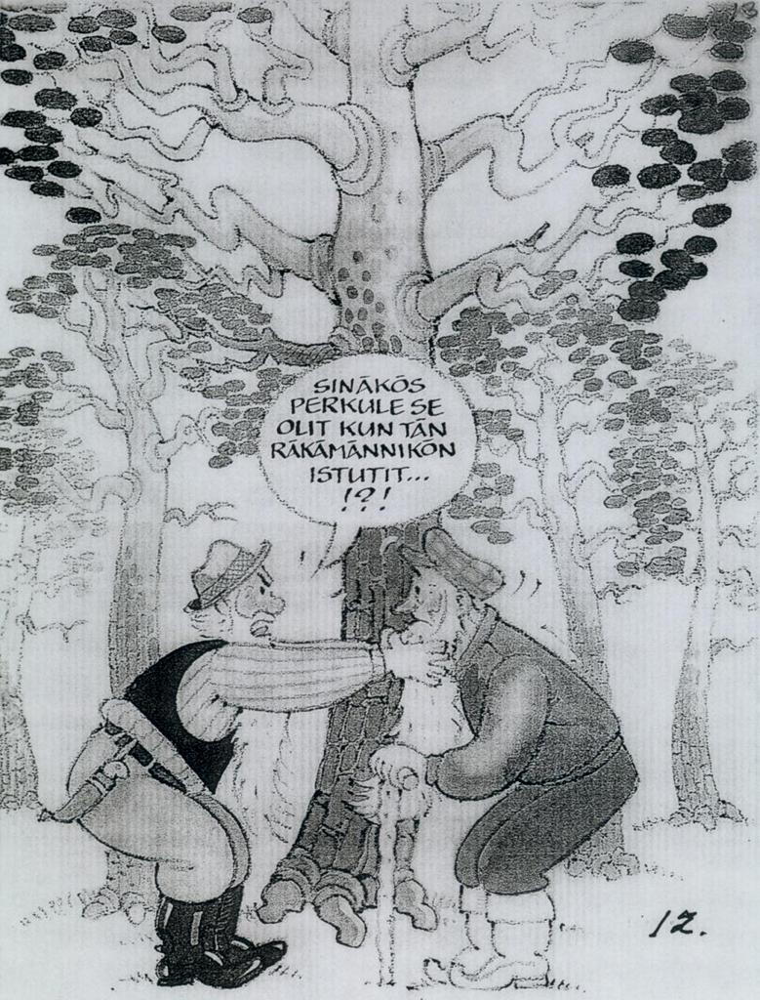 SINÄKÖS
PERKULE SE
OLIT KUN TÄN
RÄKÄMÄNNIKÖN
ISTUTIT...
!?!
12.